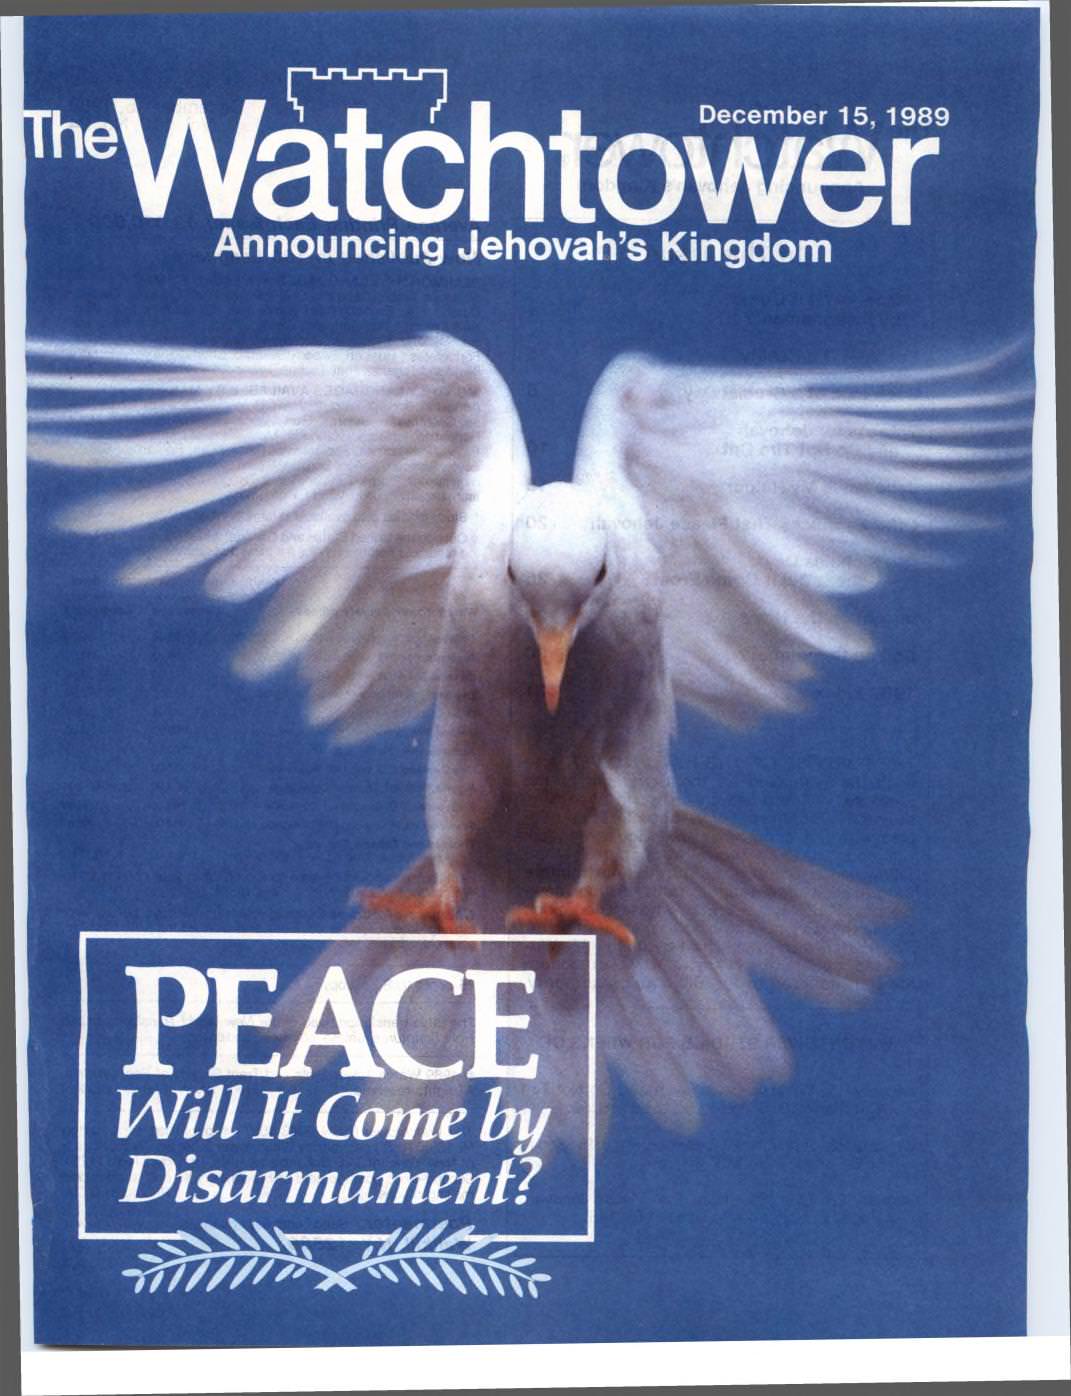 December 15, 1989
The Watchtower
Announcing Jehovah's Kingdom
PEACE
Will It Come by
Disarmament?